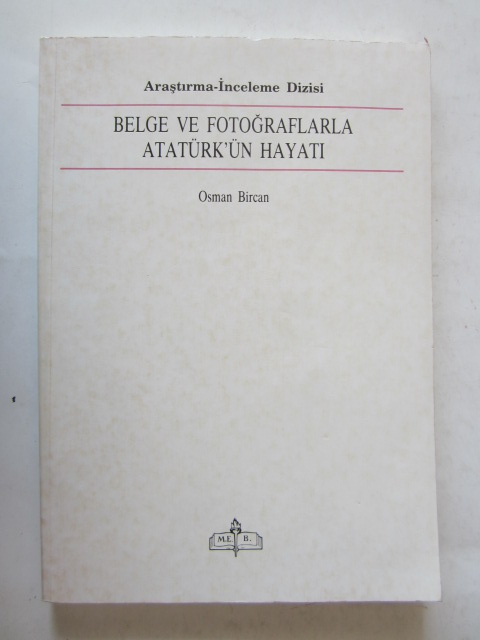 Araştırma-İnceleme Dizisi
BELGE VE FOTOĞRAFLARLA
ATATÜRK'ÜN HAYATI
Osman Bircan
M.E B.